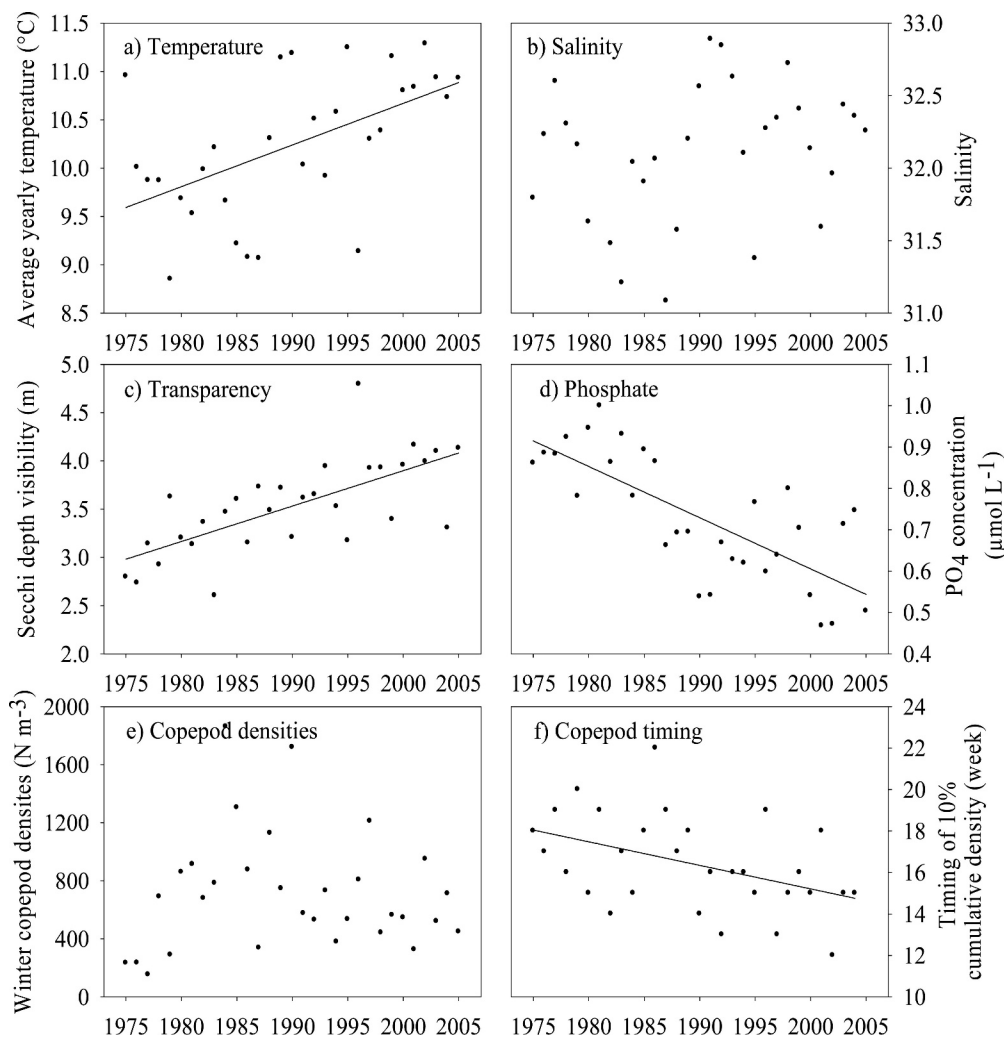 a) Temperature
Average yearly temperature (°C)
11.5
11.0
10.5
10.0
9.5
9.0
8.5
1975 1980 1985 1990 1995 2000 2005
b) Salinity
Salinity
33.0
32.5
32.0
31.5
31.0
1975 1980 1985 1990 1995 2000 2005
c) Transparency
Secchi depth visibility (m)
5.0
4.5
4.0
3.5
3.0
2.5
2.0
1975 1980 1985 1990 1995 2000 2005
d) Phosphate
PO4 concentration
(µmol L-1)
1.1
1.0
0.9
0.8
0.7
0.6
0.5
0.4
1975 1980 1985 1990 1995 2000 2005
e) Copepod densities
Winter copepod densites (N m-3)
2000
1600
1200
800
400
0
1975 1980 1985 1990 1995 2000 2005
f) Copepod timing
Timing of 10%
cumulative density (week)
24
22
20
18
16
14
12
10
1975 1980 1985 1990 1995 2000 2005